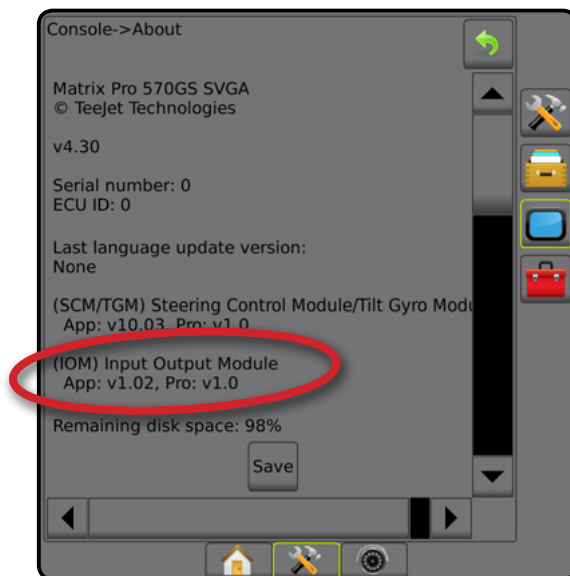 Console->About
Matrix Pro 570GS SVGA
© TeeJet Technologies
v4.30
Serial number: 0
ECU ID: 0
Last language update version:
None
(SCM/TGM) Steering Control Module/Tilt Gyro Modu
App: v10.03, Pro: v1.0
(IOM) Input Output Module
App: v1.02, Pro: v1.0
Remaining disk space: 98%
Save